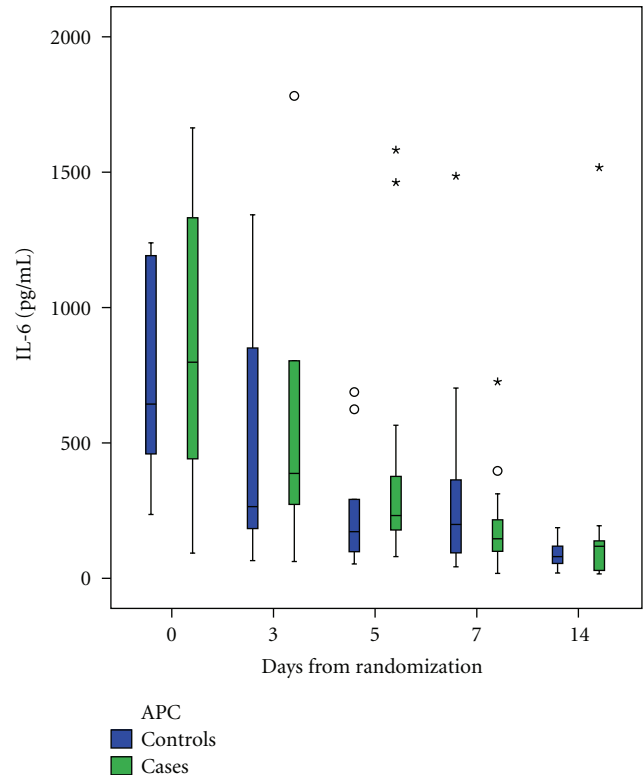 2000
1500
1000
500
0
IL-6 (pg/mL)
0 3 5 7 14
Days from randomization
APC
Controls
Cases